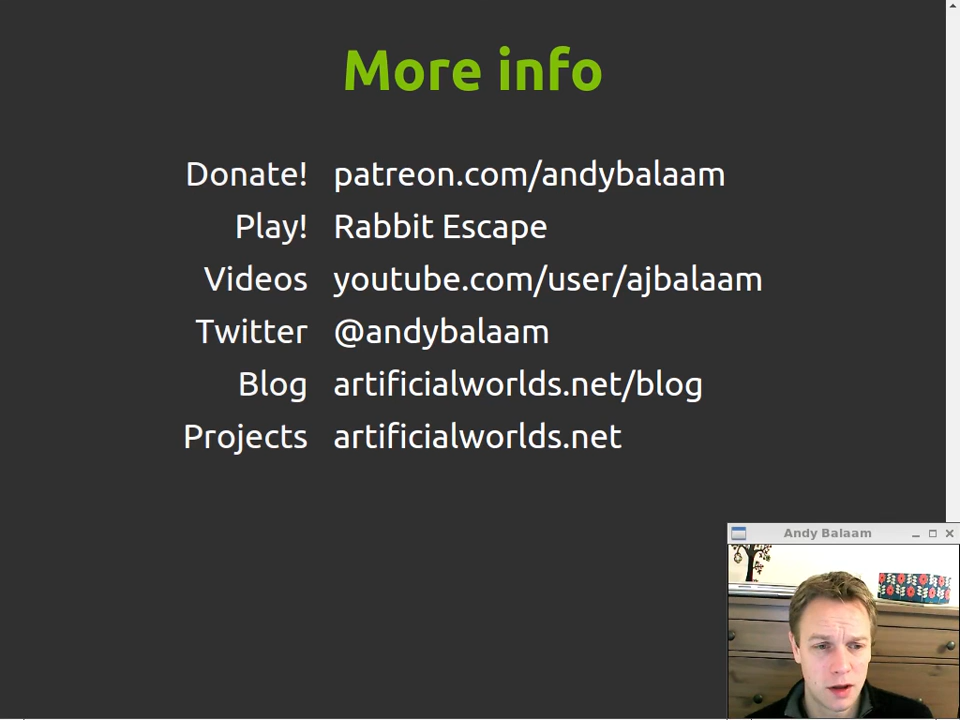 More info
Donate! patreon.com/andybalaam
Play! Rabbit Escape
Videos youtube.com/user/ajbalaam
Twitter @andybalaam
Blog artificialworlds.net/blog
Projects artificialworlds.net
Andy Balaam